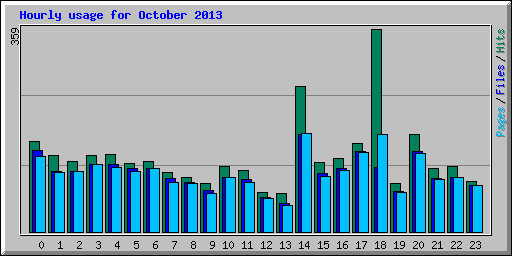 Hourly usage for October 2013
359
Pages/Files/Hits
0 1 2 3 4 5 6 7 8 9 10 11 12 13 14 15 16 17 18 19 20 21 22 23